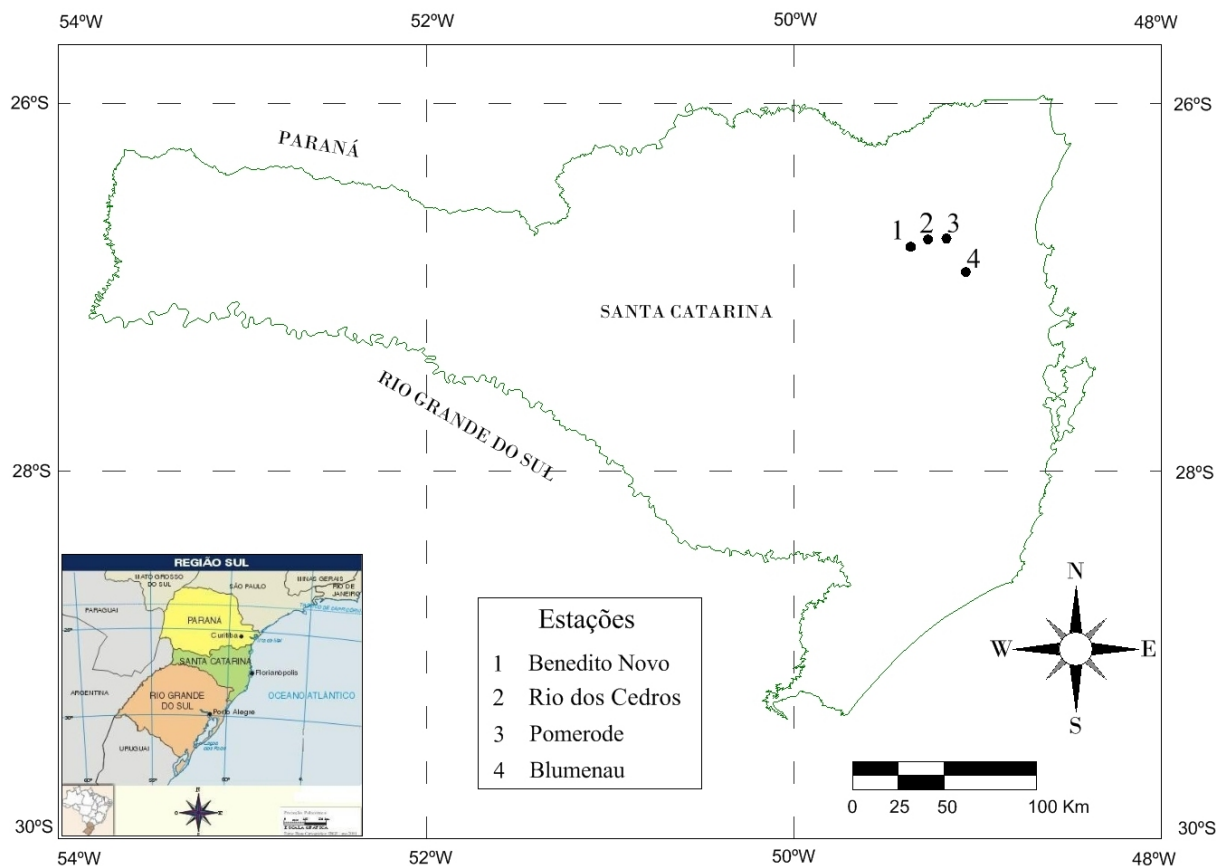 54ºW 52ºW 50ºW 48ºW
26ºS 26ºS
PARANÁ
1 2 3
4
SANTA CATARINA
RIO GRANDE DO SUL
28ºS 28ºS
REGIÃO SUL
MATO GROSSO
DO SUL
SÃO PAULO
MINAS GERAIS
RIO DE
JANEIRO
PARAGUAI
PARANÁ
Curitiba
SANTA CATARINA
Florianópolis
ARGENTINA
RIO GRANDE
DO SUL
OCEANO ATLÂNTICO
Porto Alegre
URUGUAI
Estações
1 Benedito Novo
2 Rio dos Cedros
3 Pomerode
4 Blumenau
N
W E
S
0 25 50 100 Km
30ºS 30ºS
54ºW 52ºW 50ºW 48ºW